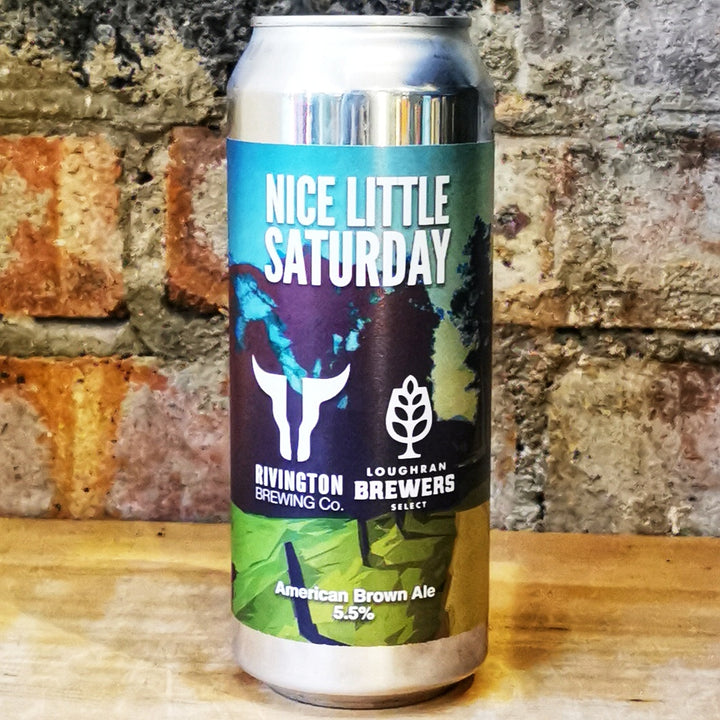 NICE LITTLE
SATURDAY
RIVINGTON
BREWING Co.
LOUGHRAN
BREWERS
SELECT
American Brown Ale
5.5%